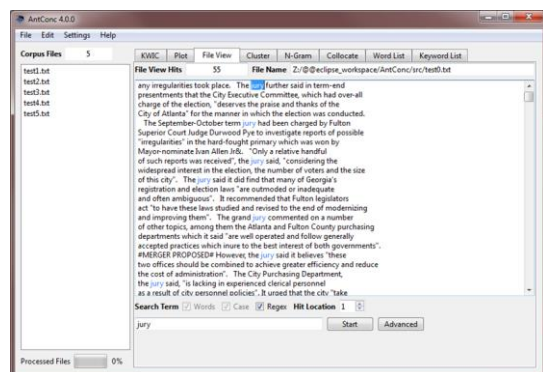 AntConc 4.0.0
File Edit Settings Help
Corpus Files 5
KWIC Plot File View Cluster N-Gram Collocate Word List Keyword List
File View Hits 55 File Name Z:/@@eclipse_workspace/AntConc/src/test0.txt
test1.txt
test2.txt
test3.txt
test4.txt
test5.txt
any irregularities took place. The jury further said in term-end
presentments that the City Executive Committee, which had over-all
charge of the election, "deserves the praise and thanks of the
City of Atlanta" for the manner in which the election was conducted.
The September-October term jury had been charged by Fulton
Superior Court Judge Durwood Pye to investigate reports of possible
"irregularities" in the hard-fought primary which was won by
Mayor-nominate Ivan Allen Jr&. "Only a relative handful
of such reports was received", the jury said, "considering the
widespread interest in the election, the number of voters and the size
of this city". The jury said it did find that many of Georgia's
registration and election laws "are outmoded or inadequate
and often ambiguous". It recommended that Fulton legislators
act "to have these laws studied and revised to the end of modernizing
and improving them". The grand jury commented on a number
of other topics, among them the Atlanta and Fulton County purchasing
departments which it said "are well operated and follow generally
accepted practices which inure to the best interest of both governments".
#MERGER PROPOSED# However, the jury said it believes "these
two offices should be combined to achieve greater efficiency and reduce
the cost of administration". The City Purchasing Department,
the jury said, "is lacking in experienced clerical personnel
as a result of city personnel policies". It urged that the city "take
Search Term Words Case Regex Hit Location 1
jury Start Advanced
Processed Files 0%